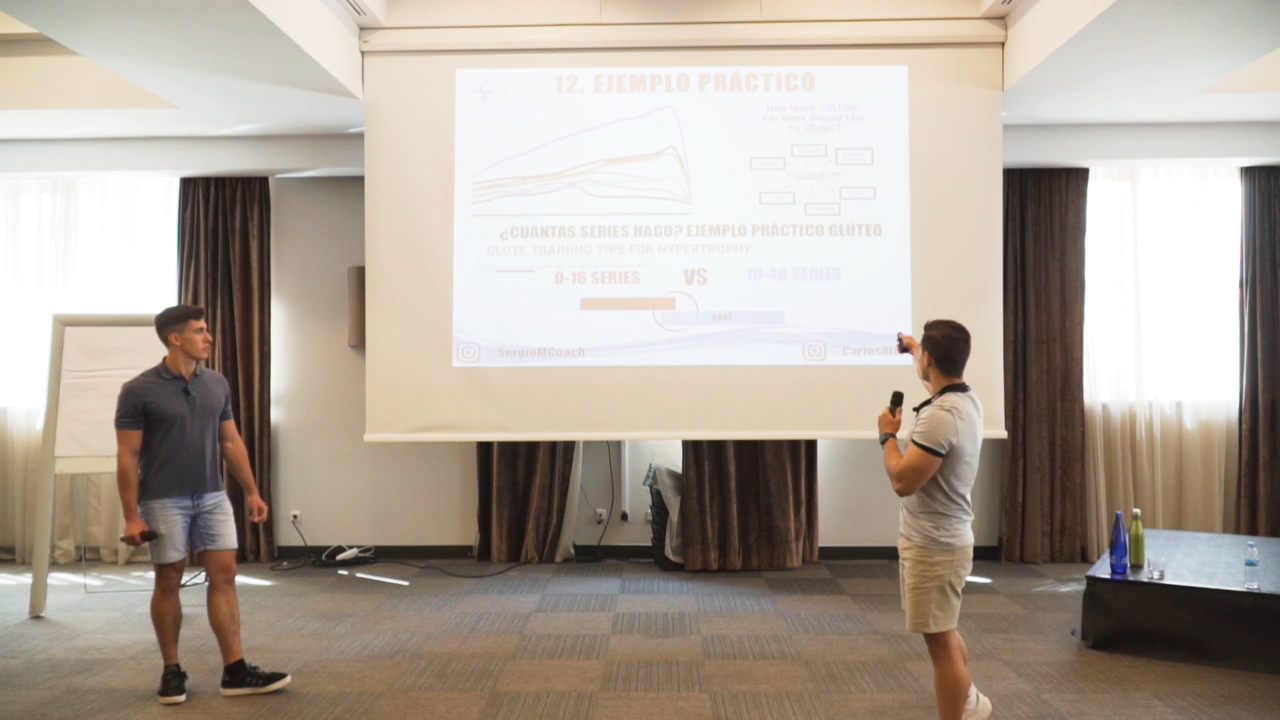 12. EJEMPLO PRÁCTICO
How Much VOLUME
Per Week Should I Do
for Glutes?
¿CUANTAS SERIES HAGO? EJEMPLO PRÁCTICO GLÚTEO
GLUTE TRAINING TIPS FOR HYPERTROPHY
0-16 SERIES VS 10-40 SERIES
@SergioMCoach
@CarlosAl